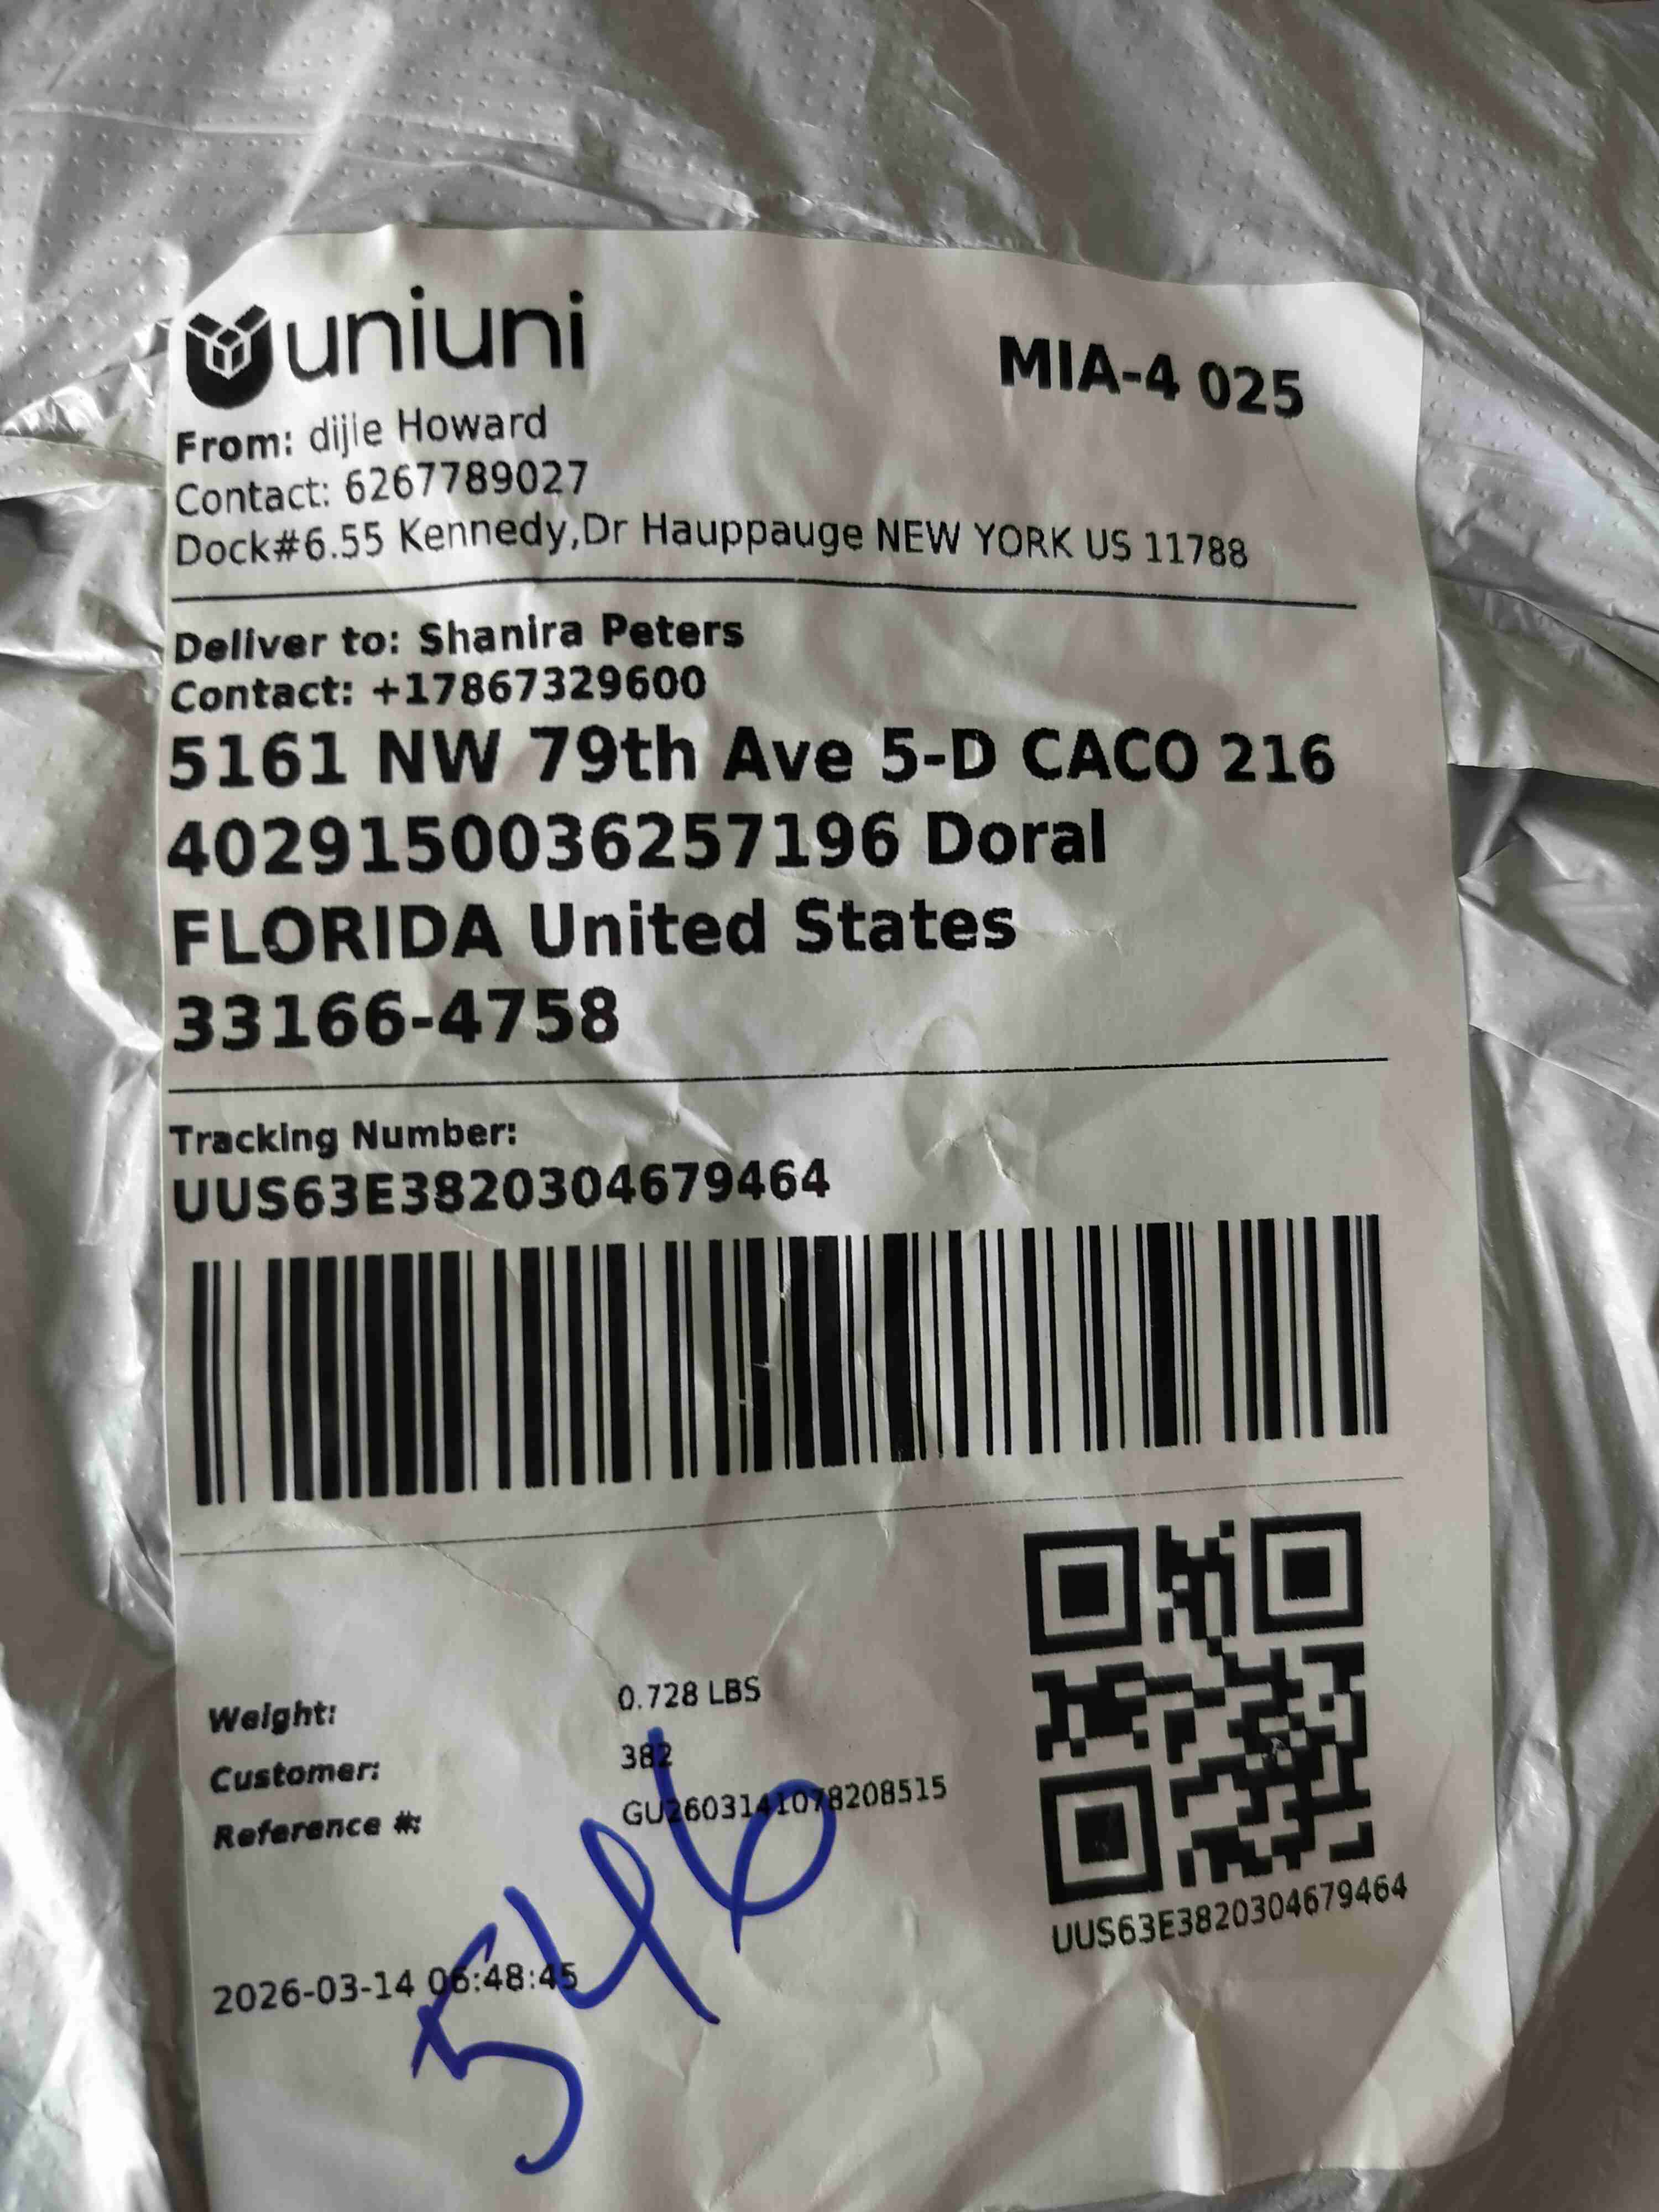 uniuni
MIA-4 025
From: dijie Howard
Contact: 6267789027
Dock#6.55 Kennedy,Dr Hauppauge NEW YORK US 11788
Deliver to: Shanira Peters
Contact: +17867329600
5161 NW 79th Ave 5-D CACO 216
4029150036257196 Doral
FLORIDA United States
33166-4758
Tracking Number:
UUS63E3820304679464
Weight: 0.728 LBS
Customer: 382
Reference #: GU2603141078208515
UUS63E3820304679464
2026-03-14 06:48:45
546